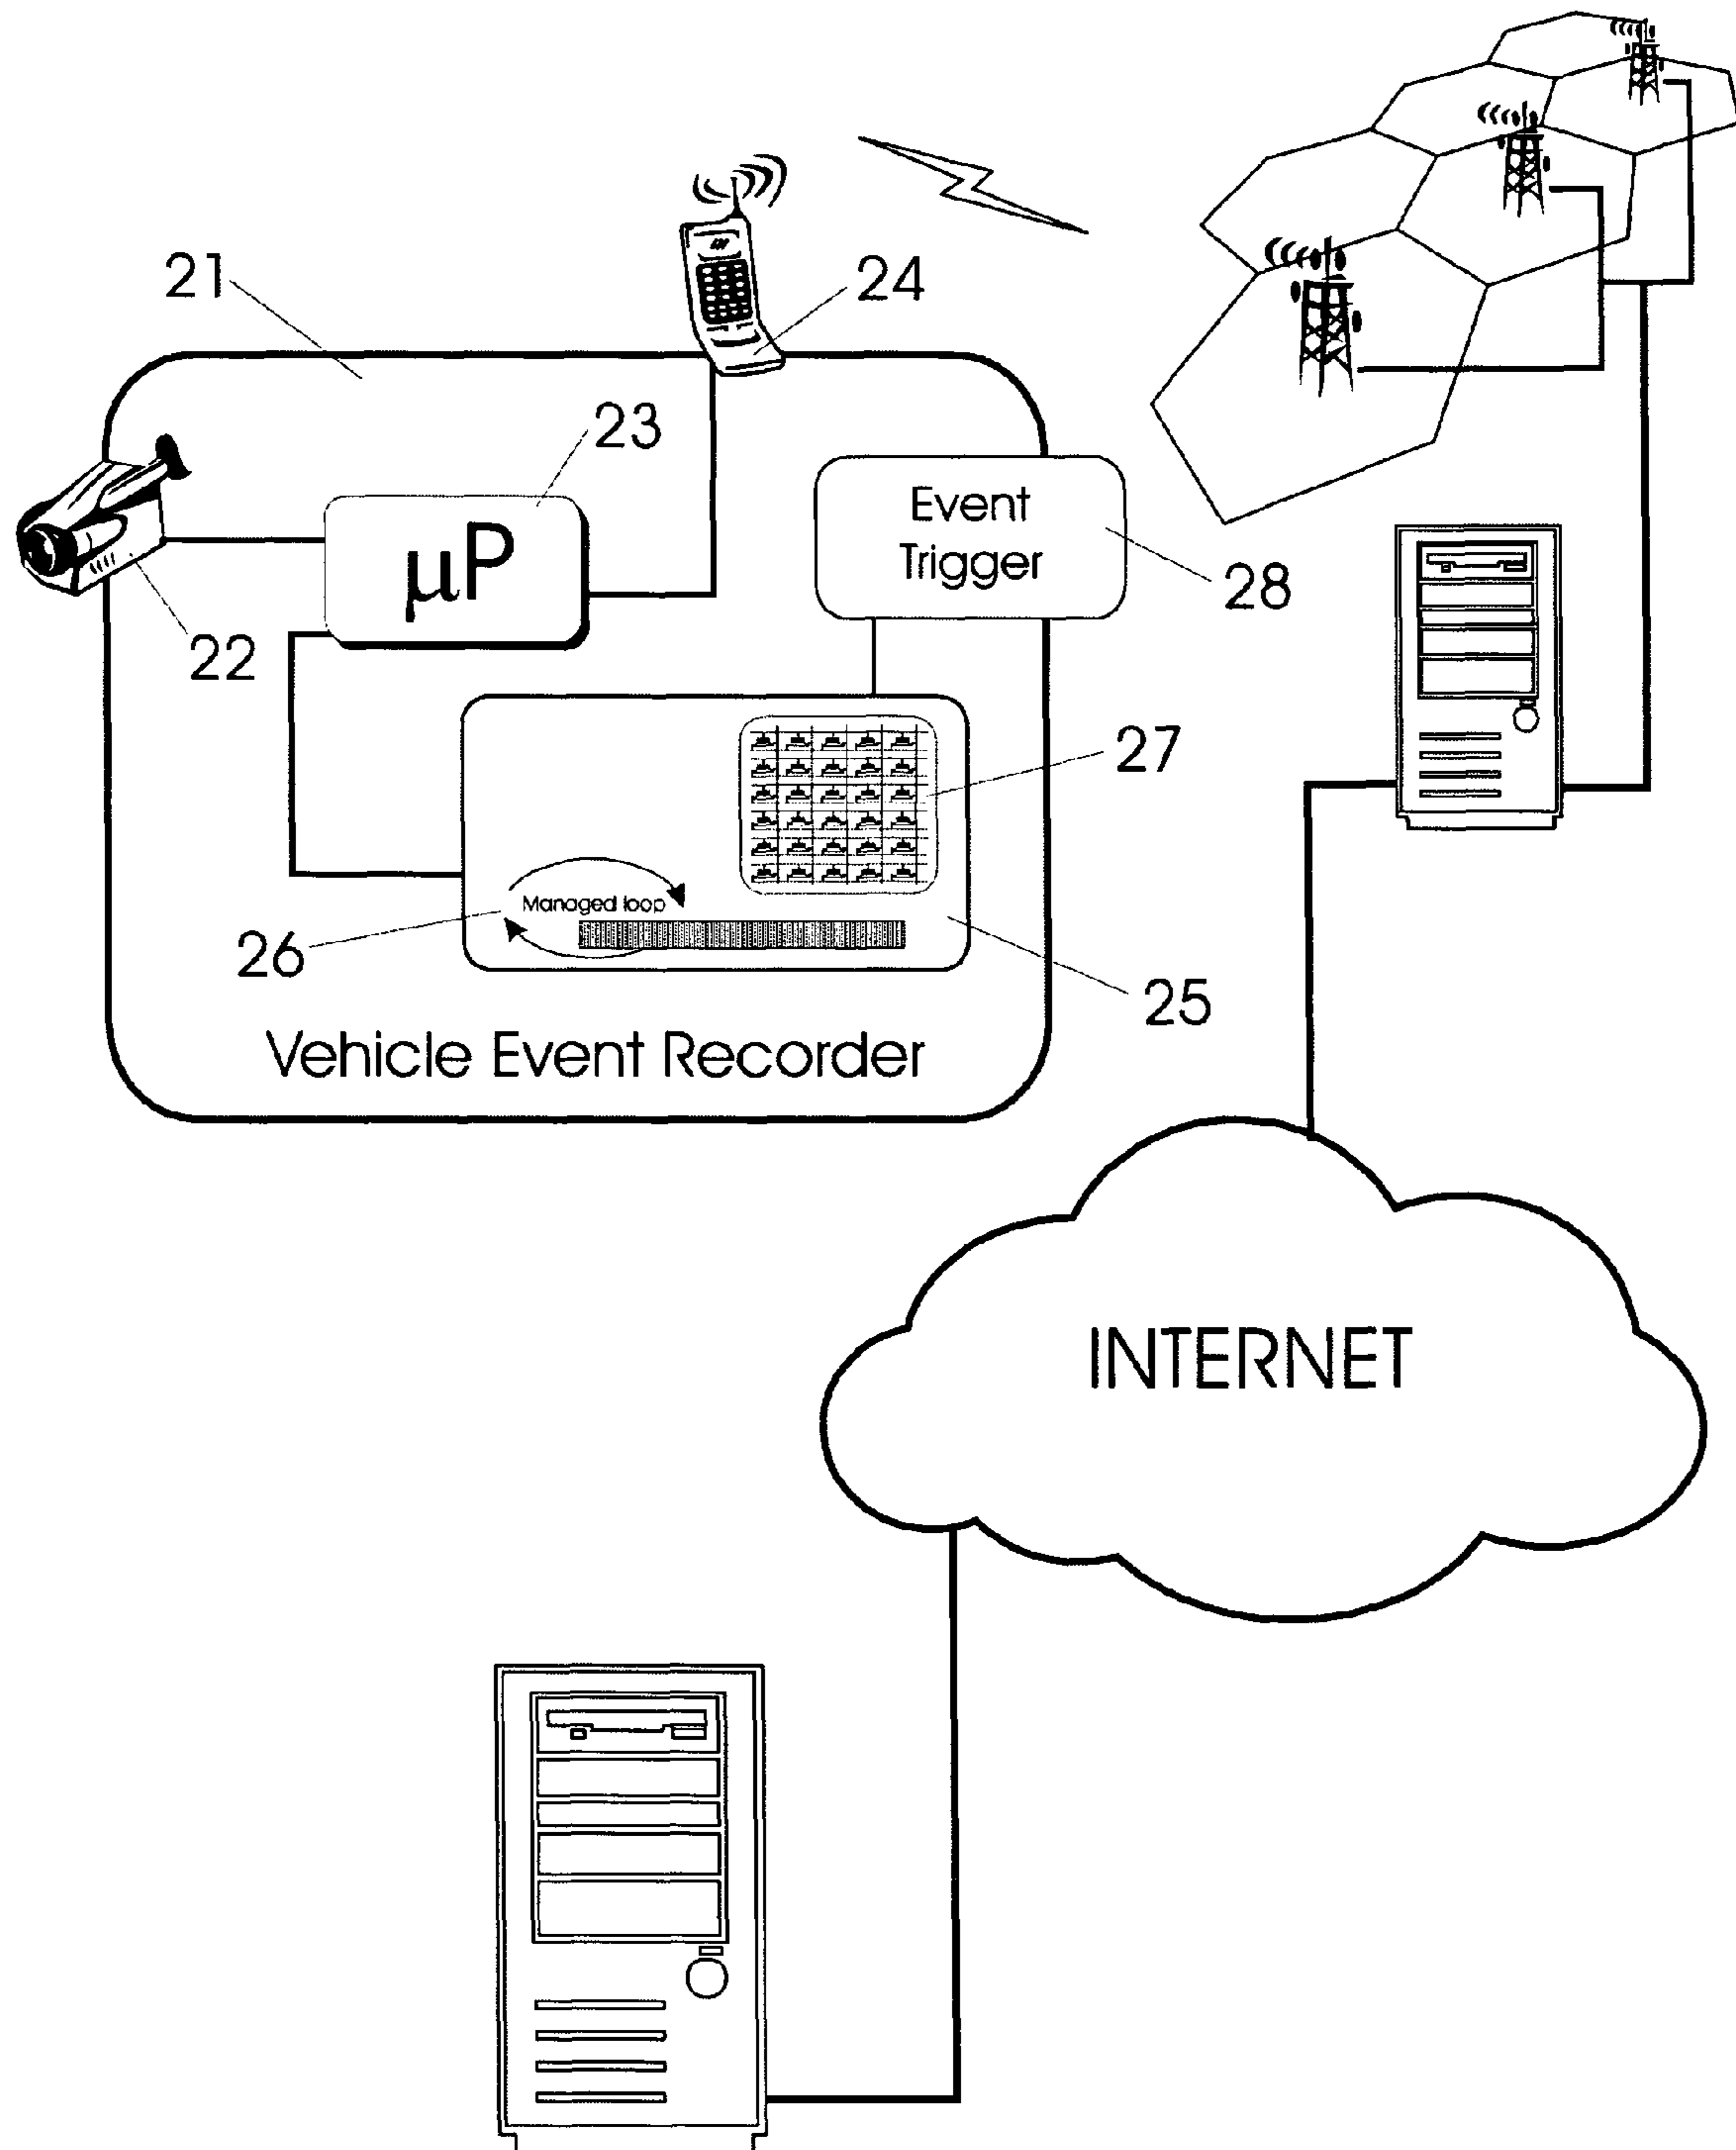 21
24
23
μP
Event
Trigger
28
22
27
Managed loop
26
25
Vehicle Event Recorder
INTERNET